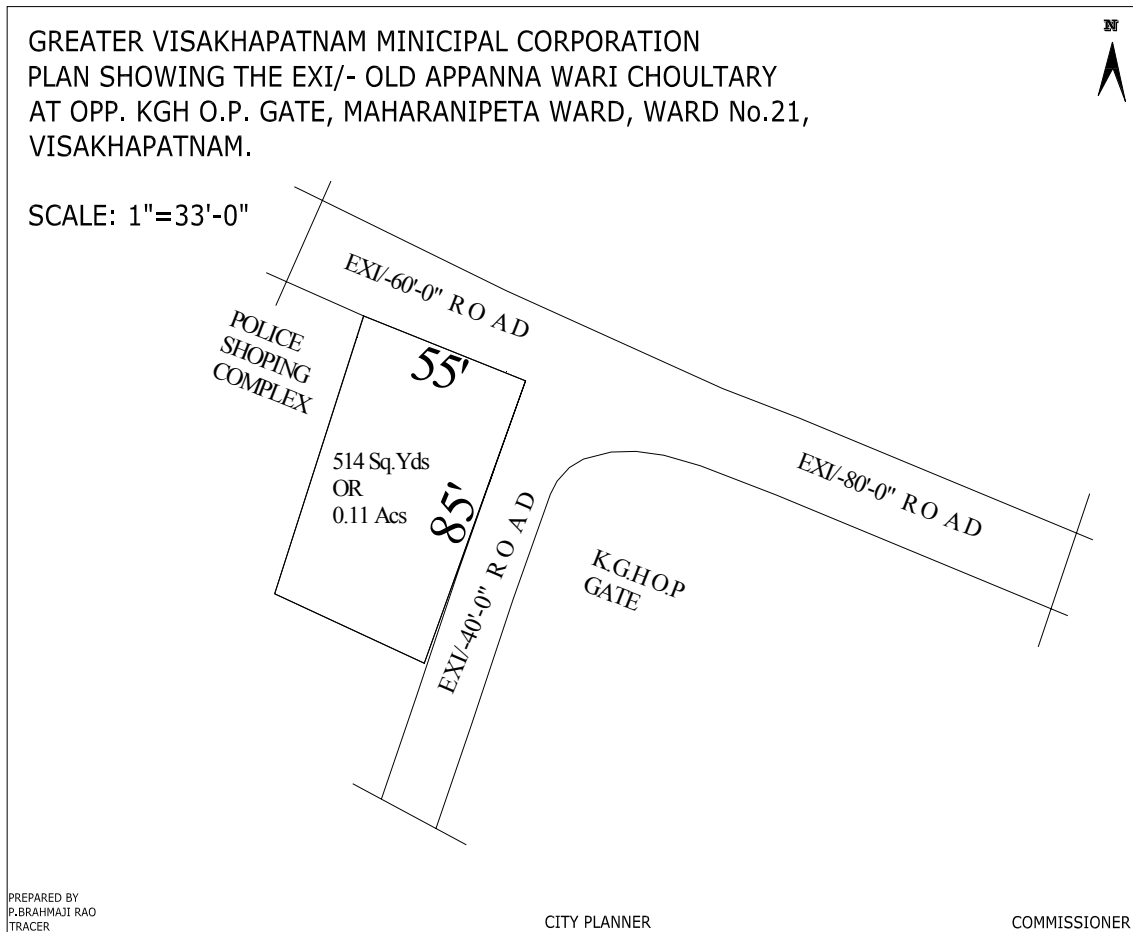 GREATER VISAKHAPATNAM MINICIPAL CORPORATION
PLAN SHOWING THE EXI/- OLD APPANNA WARI CHOULTARY
AT OPP. KGH O.P. GATE, MAHARANIPETA WARD, WARD No.21,
VISAKHAPATNAM.
N
SCALE: 1"=33'-0"
EXI/-60'-0" ROAD
POLICE
SHOPING
COMPLEX
55'
514 Sq.Yds
OR
0.11 Acs
85'
EXI/-40'-0" ROAD
EXI/-80'-0" ROAD
K.G.H O.P
GATE
PREPARED BY
P.BRAHMAJI RAO
TRACER
CITY PLANNER
COMMISSIONER